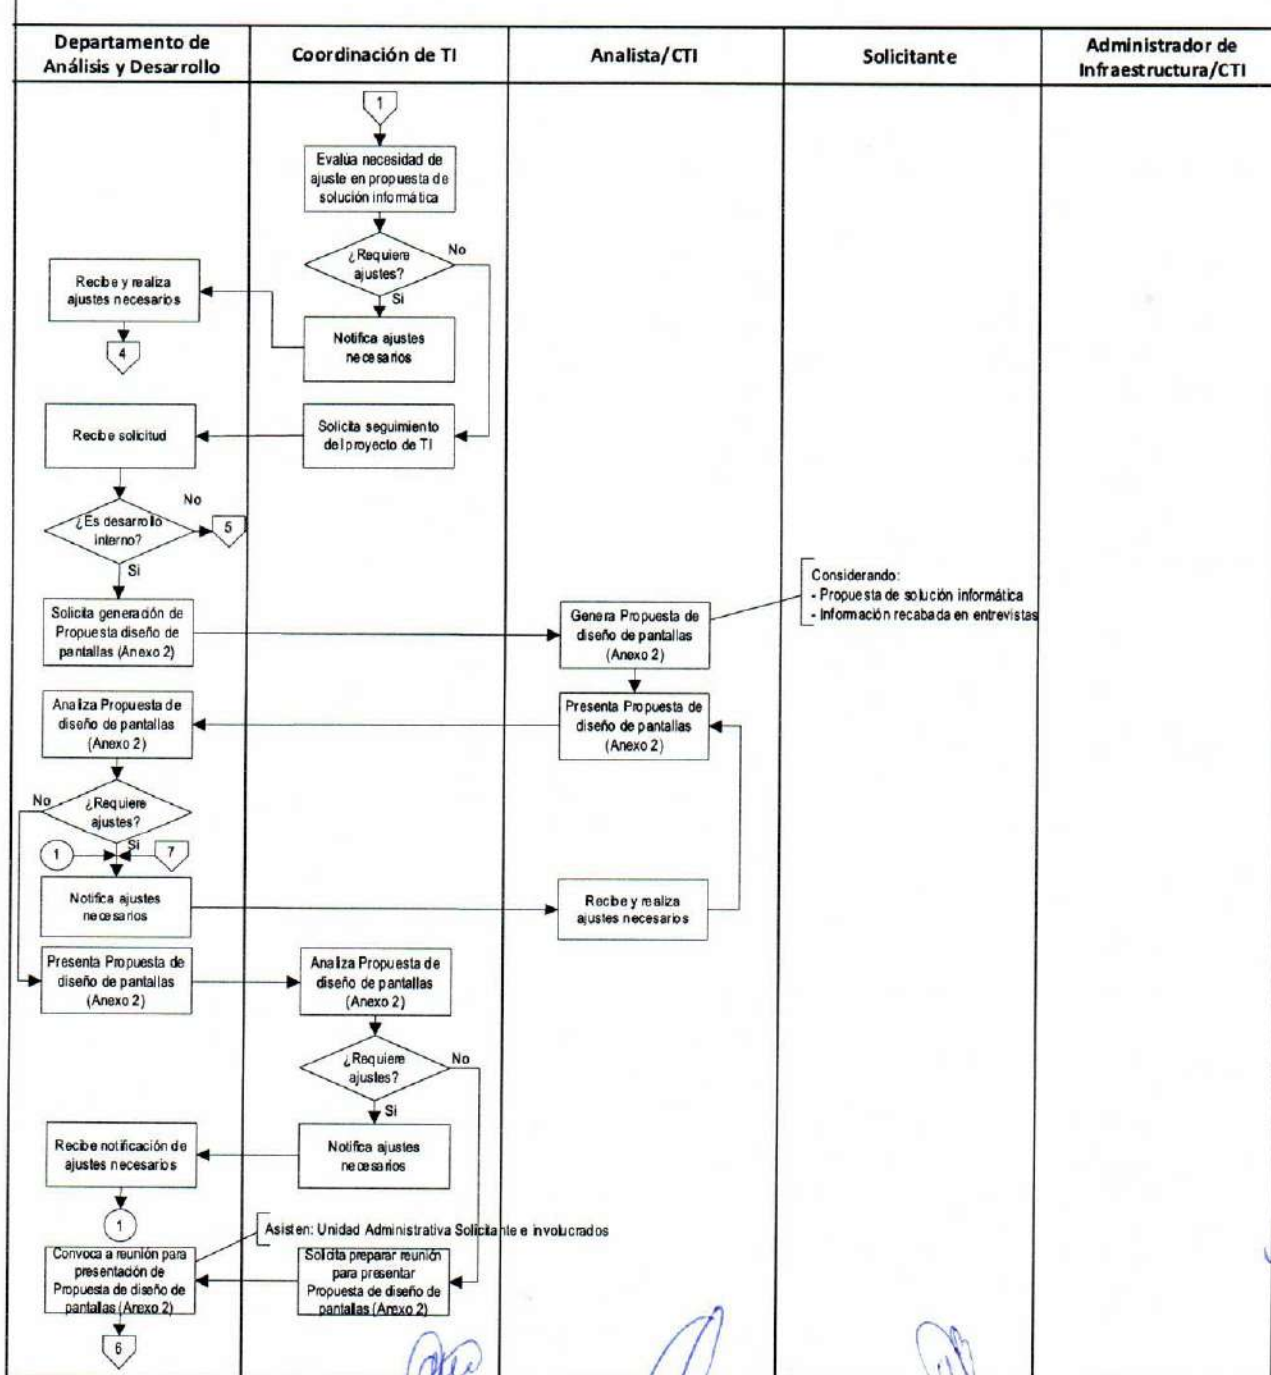 Departamento de
Análisis y Desarrollo
Coordinación de TI
Analista/CTI
Solicitante
Administrador de
Infraestructura/CTI
1
Evalúa necesidad de
ajuste en propuesta de
solución informática
¿Requiere
ajustes?
No
Si
Recibe y realiza
ajustes necesarios
4
Notifica ajustes
necesarios
Recibe solicitud
Solicita seguimiento
del proyecto de TI
¿Es desarrollo
interno?
No
5
Si
Considerando:
- Propuesta de solución informática
- Información recabada en entrevistas
Solicita generación de
Propuesta diseño de
pantallas (Anexo 2)
Genera Propuesta de
diseño de pantallas
(Anexo 2)
Analiza Propuesta de
diseño de pantallas
(Anexo 2)
Presenta Propuesta de
diseño de pantallas
(Anexo 2)
No
¿Requiere
ajustes?
Si
1
7
Notifica ajustes
necesarios
Recibe y realiza
ajustes necesarios
Presenta Propuesta de
diseño de pantallas
(Anexo 2)
Analiza Propuesta de
diseño de pantallas
(Anexo 2)
¿Requiere
ajustes?
No
Si
Recibe notificación de
ajustes necesarios
Notifica ajustes
necesarios
1
Asisten: Unidad Administrativa Solicitante e involucrados
Convoca a reunión para
presentación de
Propuesta de diseño de
pantallas (Anexo 2)
Solicita preparar reunión
para presentar
Propuesta de diseño de
pantallas (Anexo 2)
6